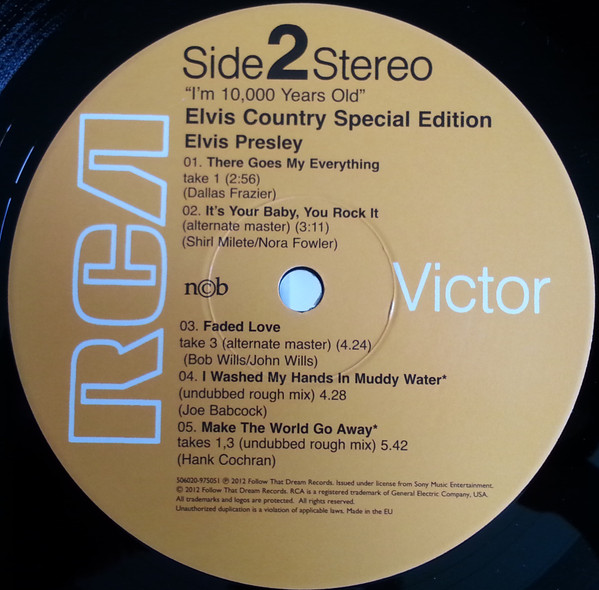 Side 2 Stereo
"I'm 10,000 Years Old"
Elvis Country Special Edition
Elvis Presley
01. There Goes My Everything
take 1 (2:56)
(Dallas Frazier)
02. It's Your Baby, You Rock It
(alternate master) (3:11)
(Shirl Milete/Nora Fowler)
RCA
n©b
Victor
03. Faded Love
take 3 (alternate master) (4.24)
(Bob Wills/John Wills)
04. I Washed My Hands In Muddy Water*
(undubbed rough mix) 4.28
(Joe Babcock)
05. Make The World Go Away*
takes 1,3 (undubbed rough mix) 5.42
(Hank Cochran)
506020-975051 ℗ 2012 Follow That Dream Records. Issued under license from Sony Music Entertainment.
© 2012 Follow That Dream Records. RCA is a registered trademark of General Electric Company, USA.
All trademarks and logos are protected. All rights reserved.
Unauthorized duplication is a violation of applicable laws. Made in the EU